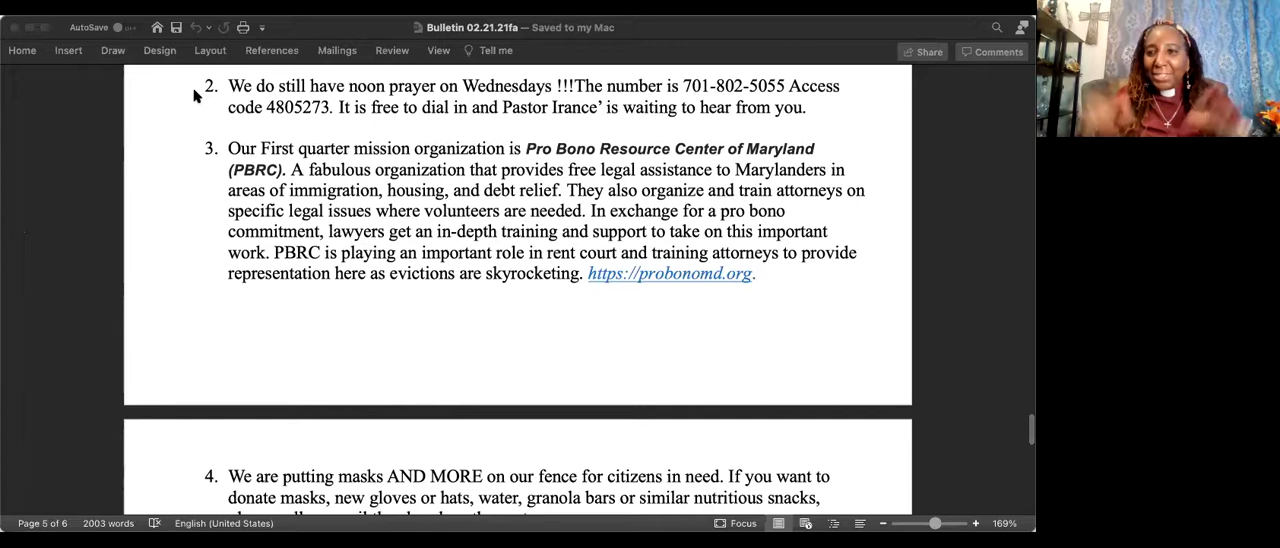 AutoSave
Bulletin 02.21.21fa — Saved to my Mac
Home Insert Draw Design Layout References Mailings Review View Tell me Share Comments
2. We do still have noon prayer on Wednesdays !!!The number is 701-802-5055 Access
code 4805273. It is free to dial in and Pastor Irance’ is waiting to hear from you.
3. Our First quarter mission organization is Pro Bono Resource Center of Maryland
(PBRC). A fabulous organization that provides free legal assistance to Marylanders in
areas of immigration, housing, and debt relief. They also organize and train attorneys on
specific legal issues where volunteers are needed. In exchange for a pro bono
commitment, lawyers get an in-depth training and support to take on this important
work. PBRC is playing an important role in rent court and training attorneys to provide
representation here as evictions are skyrocketing. https://probonomd.org.
4. We are putting masks AND MORE on our fence for citizens in need. If you want to
donate masks, new gloves or hats, water, granola bars or similar nutritious snacks,
Page 5 of 6 2003 words English (United States) Focus 169%